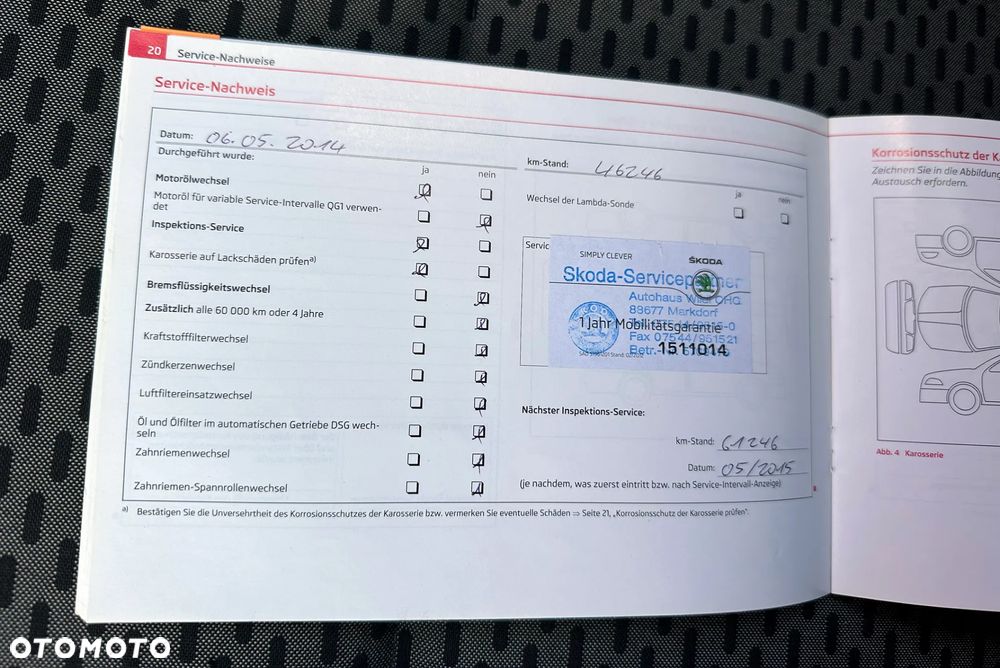 20 Service-Nachweise
Service-Nachweis
Datum: 06.05.2014
km-Stand: 46246
Durchgeführt wurde:
ja nein
Motorölwechsel
Motoröl für variable Service-Intervalle QG1 verwen-
det
Inspektions-Service
Karosserie auf Lackschäden prüfen a)
Bremsflüssigkeitswechsel
Zusätzlich alle 60 000 km oder 4 Jahre
Kraftstofffilterwechsel
Zündkerzenwechsel
Luftfiltereinsatzwechsel
Öl und Ölfilter im automatischen Getriebe DSG wech-
seln
Zahnriemenwechsel
Zahnriemen-Spannrollenwechsel
ja nein
Wechsel der Lambda-Sonde
Servic
SIMPLY CLEVER ŠKODA
Skoda-Servicepartner
Autohaus OHG
88677 Markdorf
1 Jahr Mobilitätsgarantie
Fax 07544/951521
Betr.- 1511014
Nächster Inspektions-Service:
km-Stand: 61246
Datum: 05/2015
(je nachdem, was zuerst eintritt bzw. nach Service-Intervall-Anzeige)
a) Bestätigen Sie die Unversehrtheit des Korrosionsschutzes der Karosserie bzw. vermerken Sie eventuelle Schäden ⇒ Seite 21, „Korrosionsschutz der Karosserie prüfen".
Korrosionsschutz der Ka
Zeichnen Sie in die Abbildung
Austausch erfordern.
Abb. 4 Karosserie
OTOMOTO